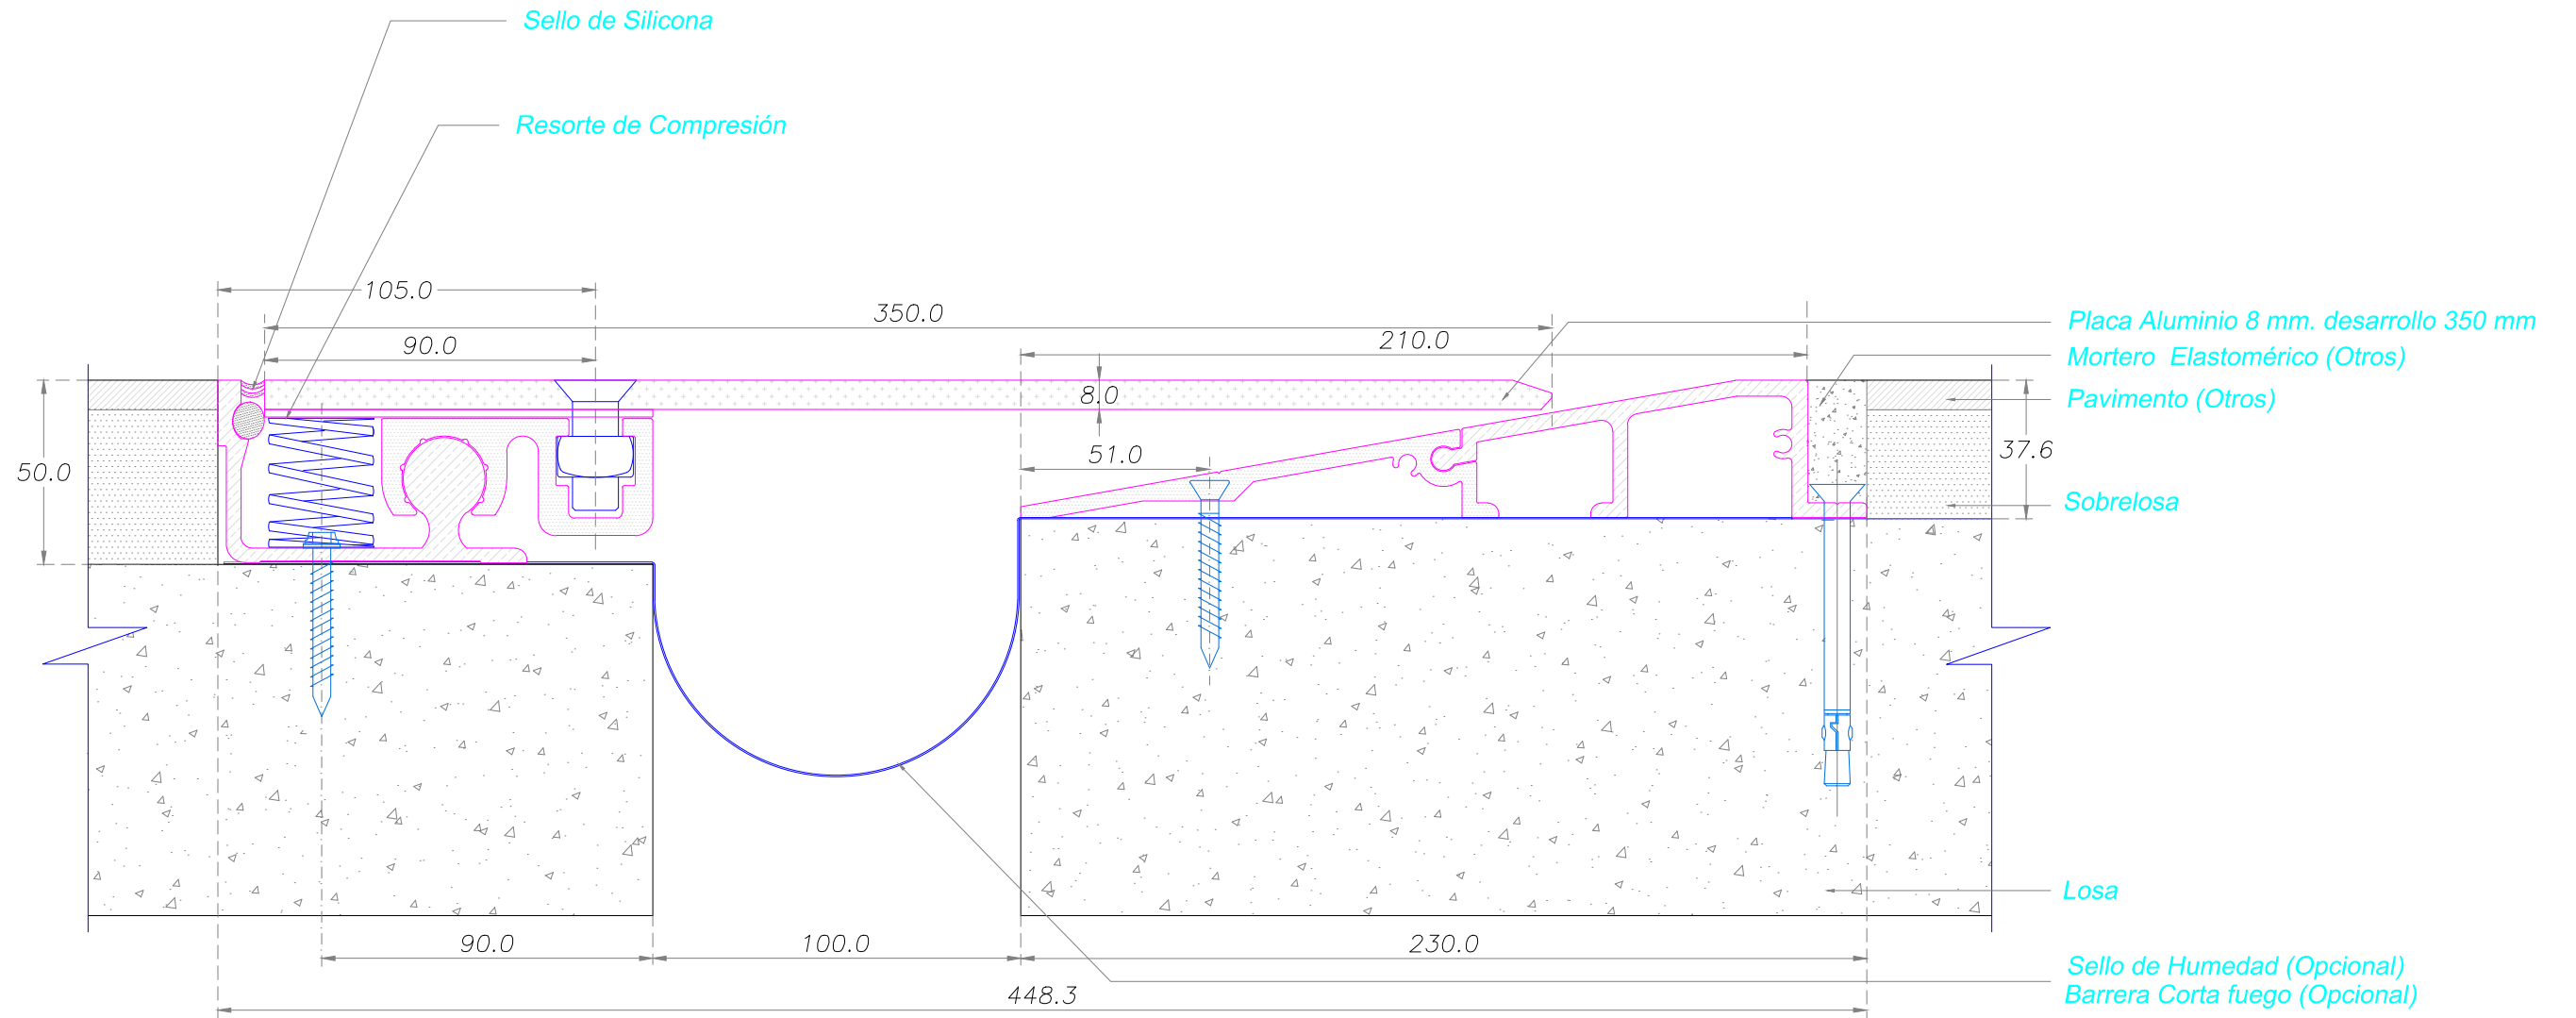 Sello de Silicona
Resorte de Compresión
105.0
350.0
90.0
210.0
8.0
51.0
50.0
37.6
Placa Aluminio 8 mm. desarrollo 350 mm
Mortero Elastomérico (Otros)
Pavimento (Otros)
Sobrelosa
Losa
90.0
100.0
230.0
448.3
Sello de Humedad (Opcional)
Barrera Corta fuego (Opcional)